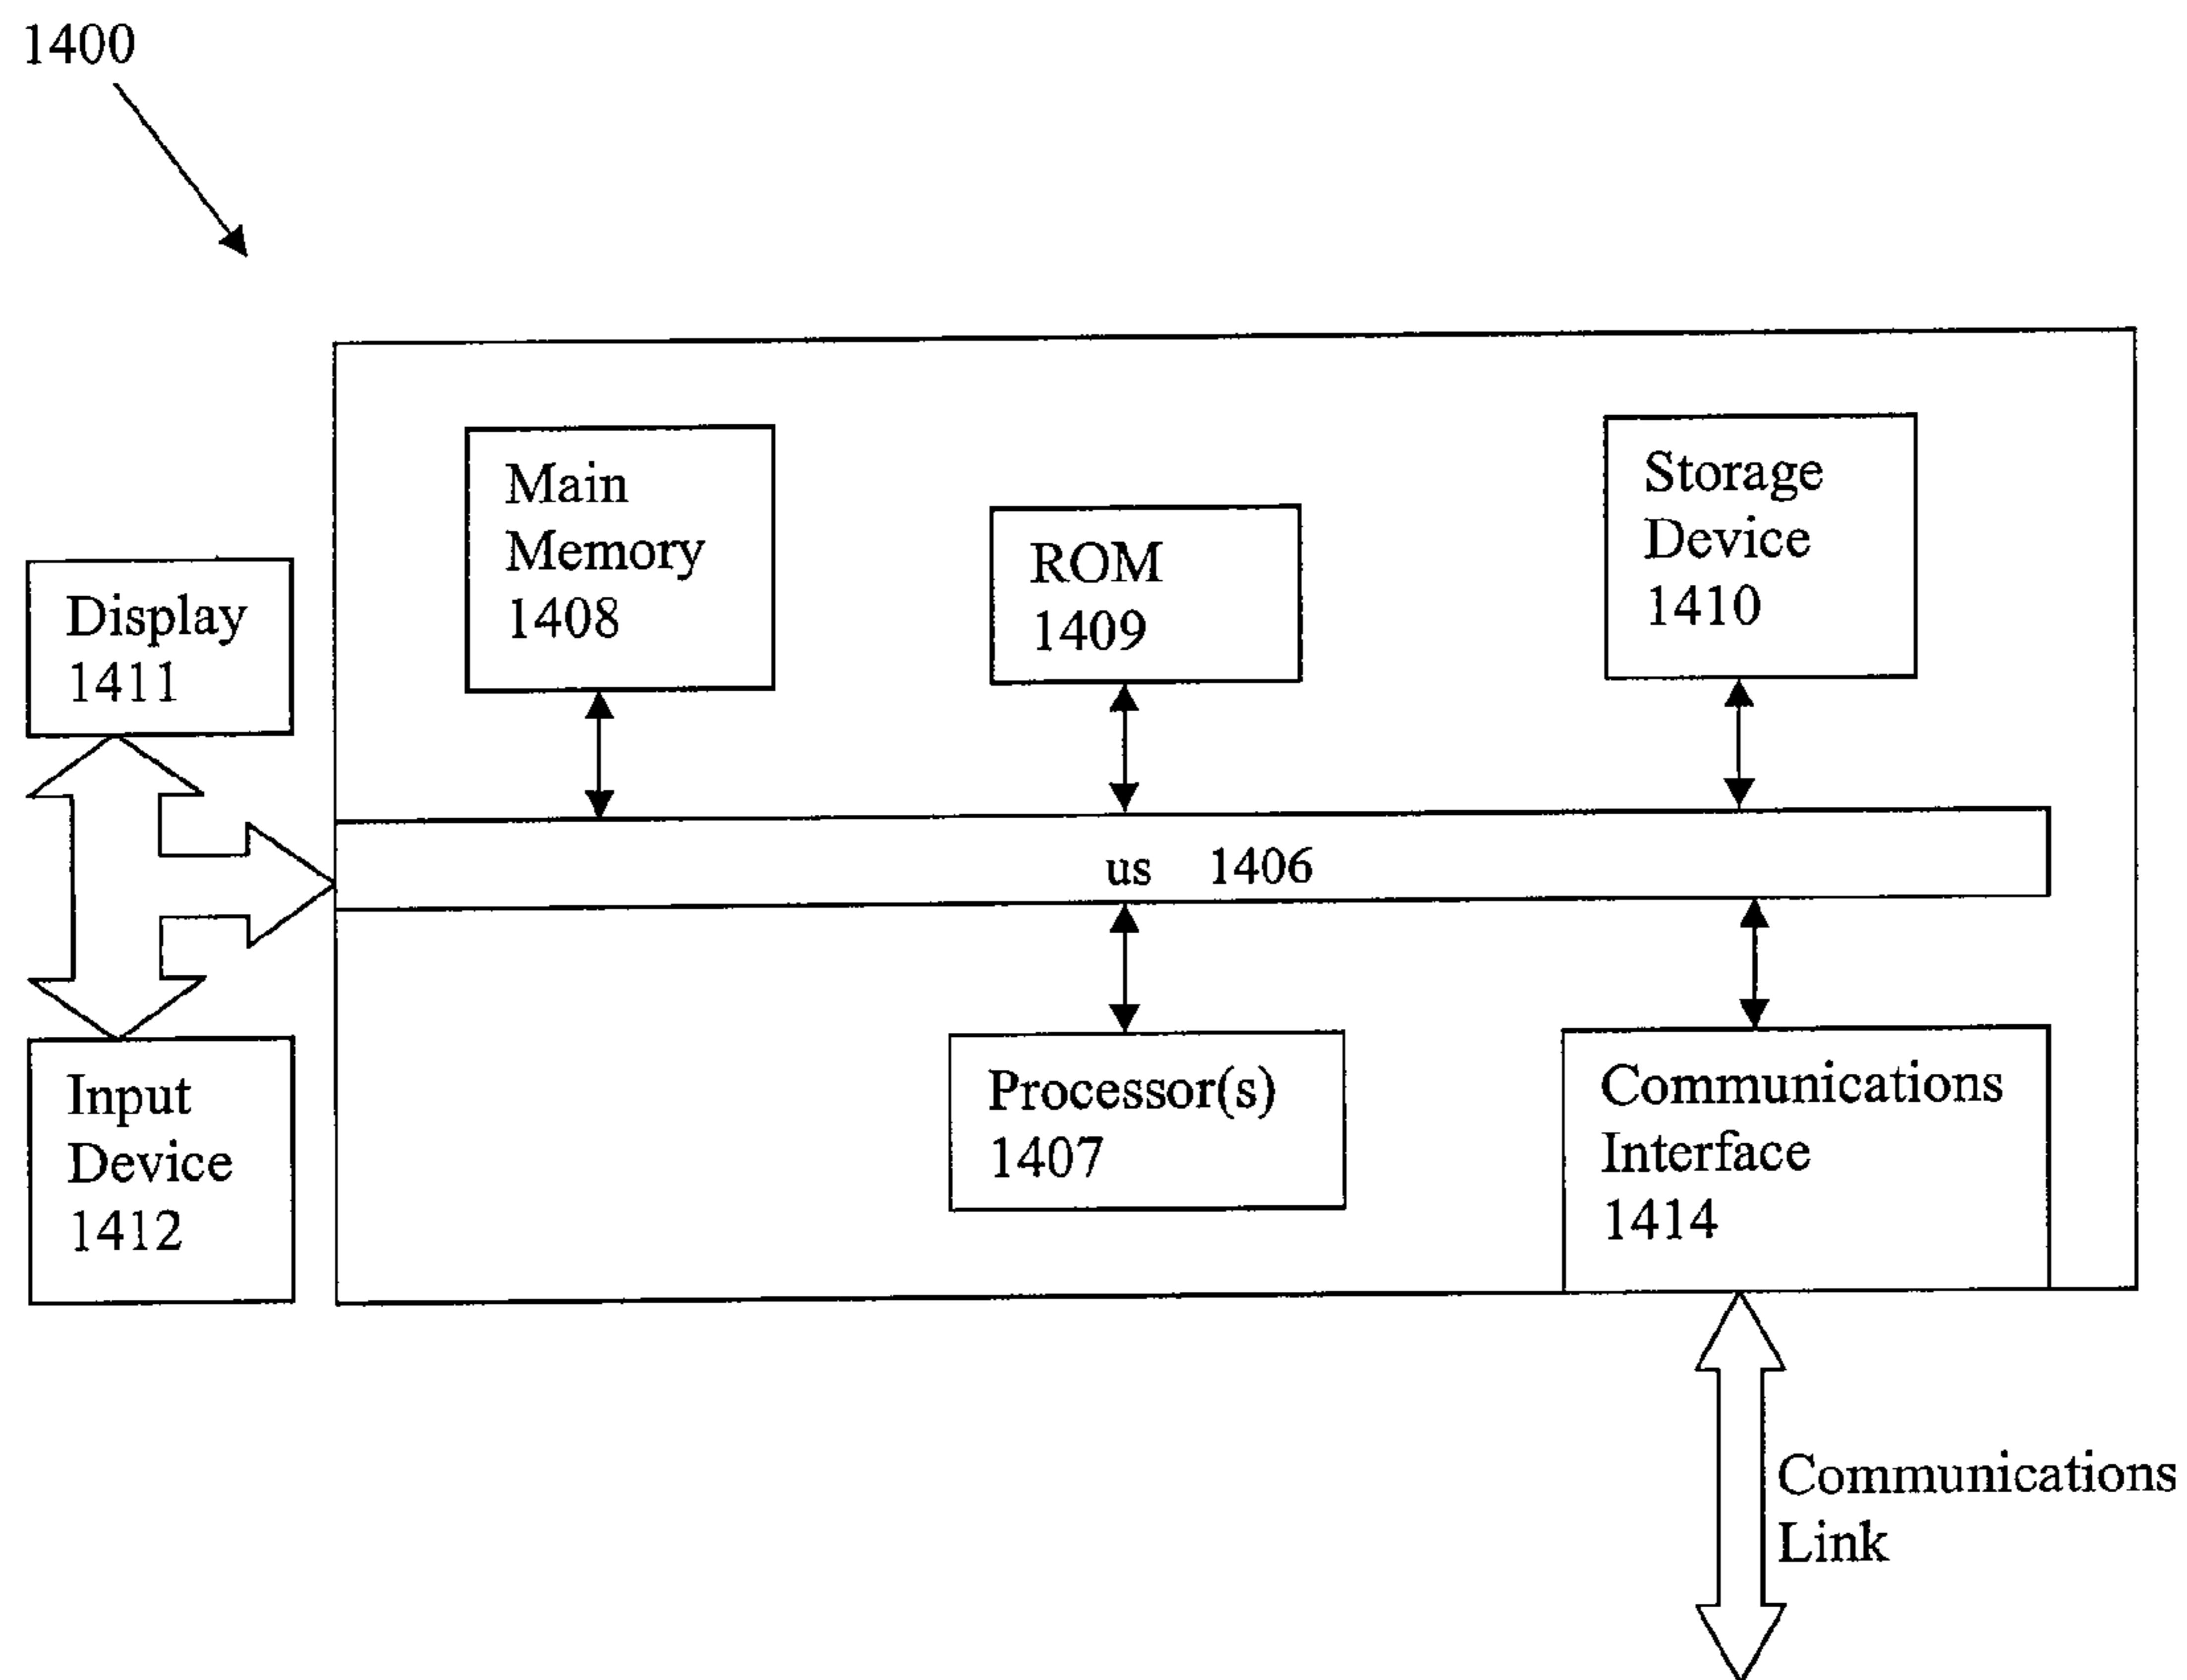 1400
Main
Memory
1408
ROM
1409
Storage
Device
1410
Display
1411
us 1406
Input
Device
1412
Processor(s)
1407
Communications
Interface
1414
Communications
Link